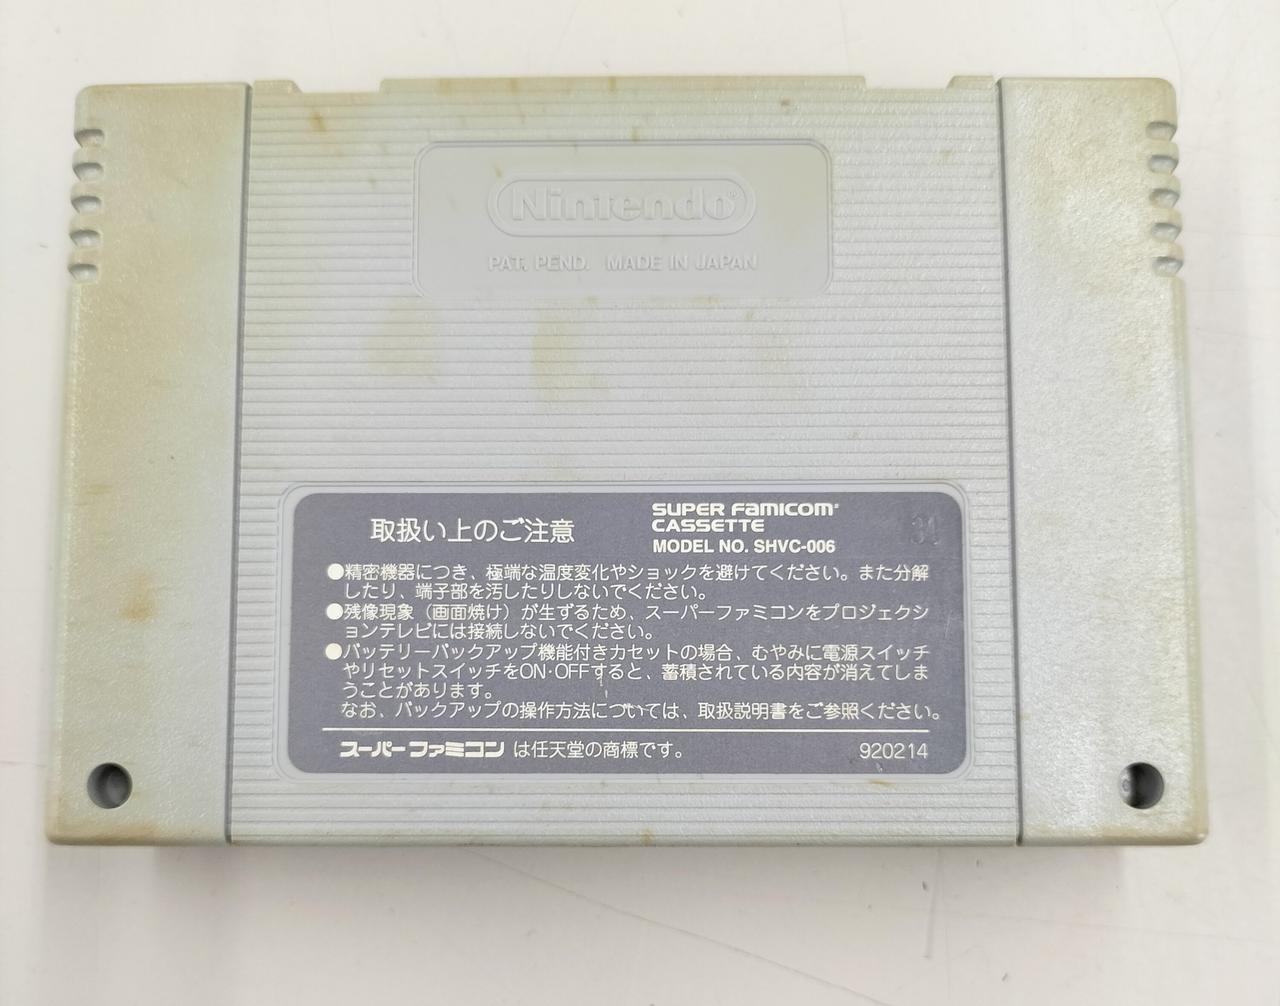 Nintendo®
PAT. PEND. MADE IN JAPAN
取扱い上のご注意
SUPER FAMICOM®
CASSETTE
MODEL NO. SHVC-006
34
●精密機器につき、極端な温度変化やショックを避けてください。また分解
したり、端子部を汚したりしないでください。
●残像現象（画面焼け）が生ずるため、スーパーファミコンをプロジェクシ
ョンテレビには接続しないでください。
●バッテリーバックアップ機能付きカセットの場合、むやみに電源スイッチ
やリセットスイッチをON·OFFすると、蓄積されている内容が消えてしま
うことがあります。
なお、バックアップの操作方法については、取扱説明書をご参照ください。
スーパーファミコン は任天堂の商標です。
920214